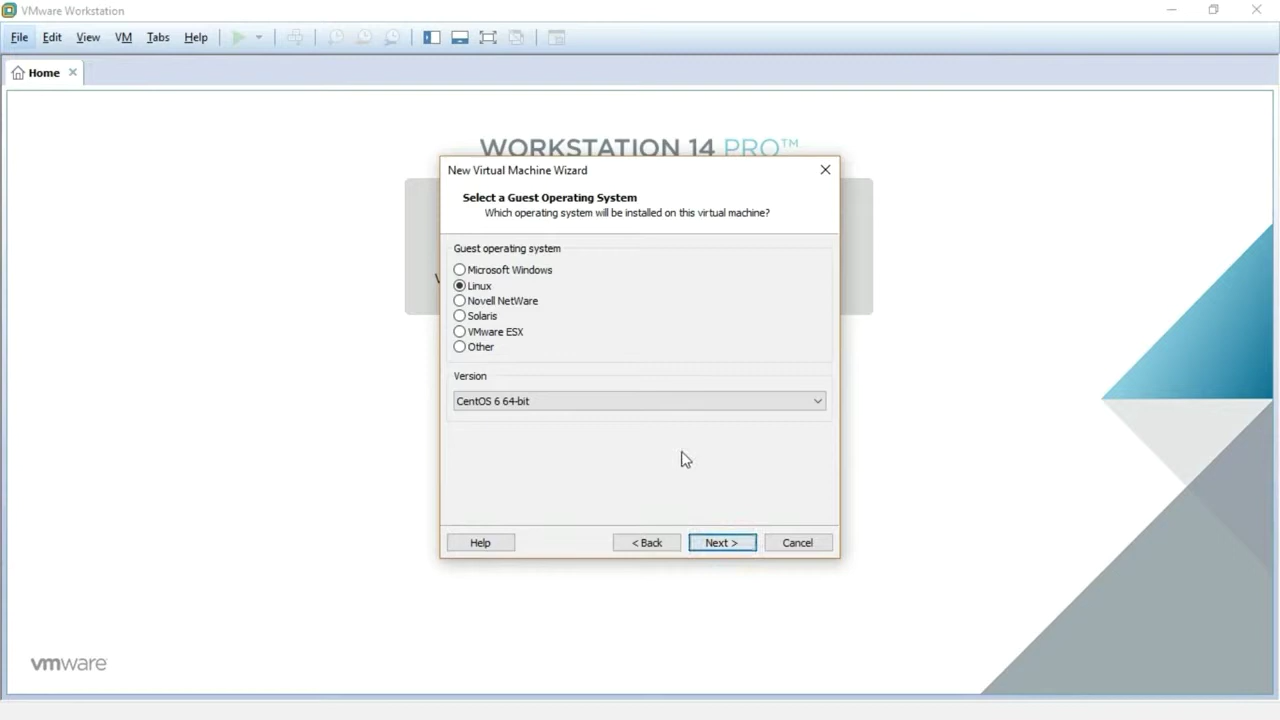 VMware Workstation
File Edit View VM Tabs Help
Home
WORKSTATION 14 PRO™
New Virtual Machine Wizard
Select a Guest Operating System
Which operating system will be installed on this virtual machine?
Guest operating system
Microsoft Windows
Linux
Novell NetWare
Solaris
VMware ESX
Other
Version
CentOS 6 64-bit
Help < Back Next > Cancel
vmware